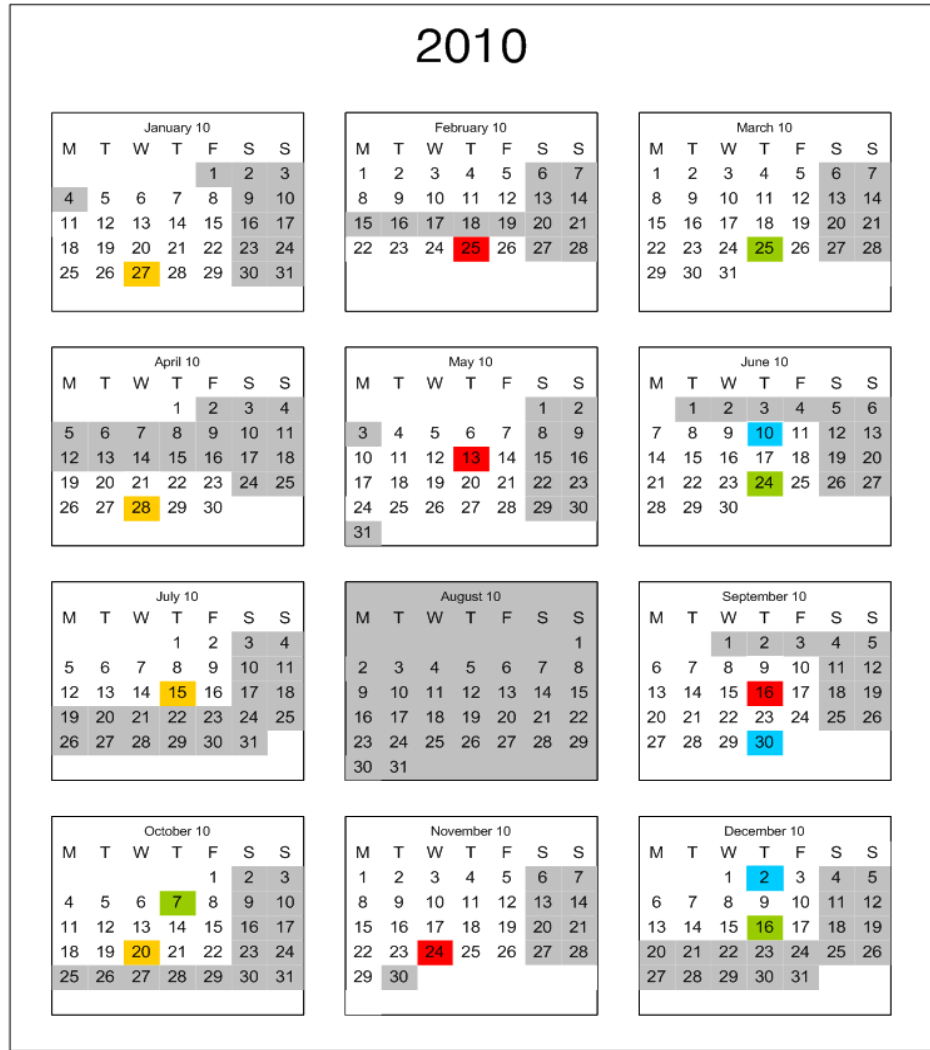 2010
January 10
M T W T F S S
1 2 3
4 5 6 7 8 9 10
11 12 13 14 15 16 17
18 19 20 21 22 23 24
25 26 27 28 29 30 31
February 10
M T W T F S S
1 2 3 4 5 6 7
8 9 10 11 12 13 14
15 16 17 18 19 20 21
22 23 24 25 26 27 28
March 10
M T W T F S S
1 2 3 4 5 6 7
8 9 10 11 12 13 14
15 16 17 18 19 20 21
22 23 24 25 26 27 28
29 30 31
April 10
M T W T F S S
1 2 3 4
5 6 7 8 9 10 11
12 13 14 15 16 17 18
19 20 21 22 23 24 25
26 27 28 29 30
May 10
M T W T F S S
1 2
3 4 5 6 7 8 9
10 11 12 13 14 15 16
17 18 19 20 21 22 23
24 25 26 27 28 29 30
31
June 10
M T W T F S S
1 2 3 4 5 6
7 8 9 10 11 12 13
14 15 16 17 18 19 20
21 22 23 24 25 26 27
28 29 30
July 10
M T W T F S S
1 2 3 4
5 6 7 8 9 10 11
12 13 14 15 16 17 18
19 20 21 22 23 24 25
26 27 28 29 30 31
August 10
M T W T F S S
1
2 3 4 5 6 7 8
9 10 11 12 13 14 15
16 17 18 19 20 21 22
23 24 25 26 27 28 29
30 31
September 10
M T W T F S S
1 2 3 4 5
6 7 8 9 10 11 12
13 14 15 16 17 18 19
20 21 22 23 24 25 26
27 28 29 30
October 10
M T W T F S S
1 2 3
4 5 6 7 8 9 10
11 12 13 14 15 16 17
18 19 20 21 22 23 24
25 26 27 28 29 30 31
November 10
M T W T F S S
1 2 3 4 5 6 7
8 9 10 11 12 13 14
15 16 17 18 19 20 21
22 23 24 25 26 27 28
29 30
December 10
M T W T F S S
1 2 3 4 5
6 7 8 9 10 11 12
13 14 15 16 17 18 19
20 21 22 23 24 25 26
27 28 29 30 31